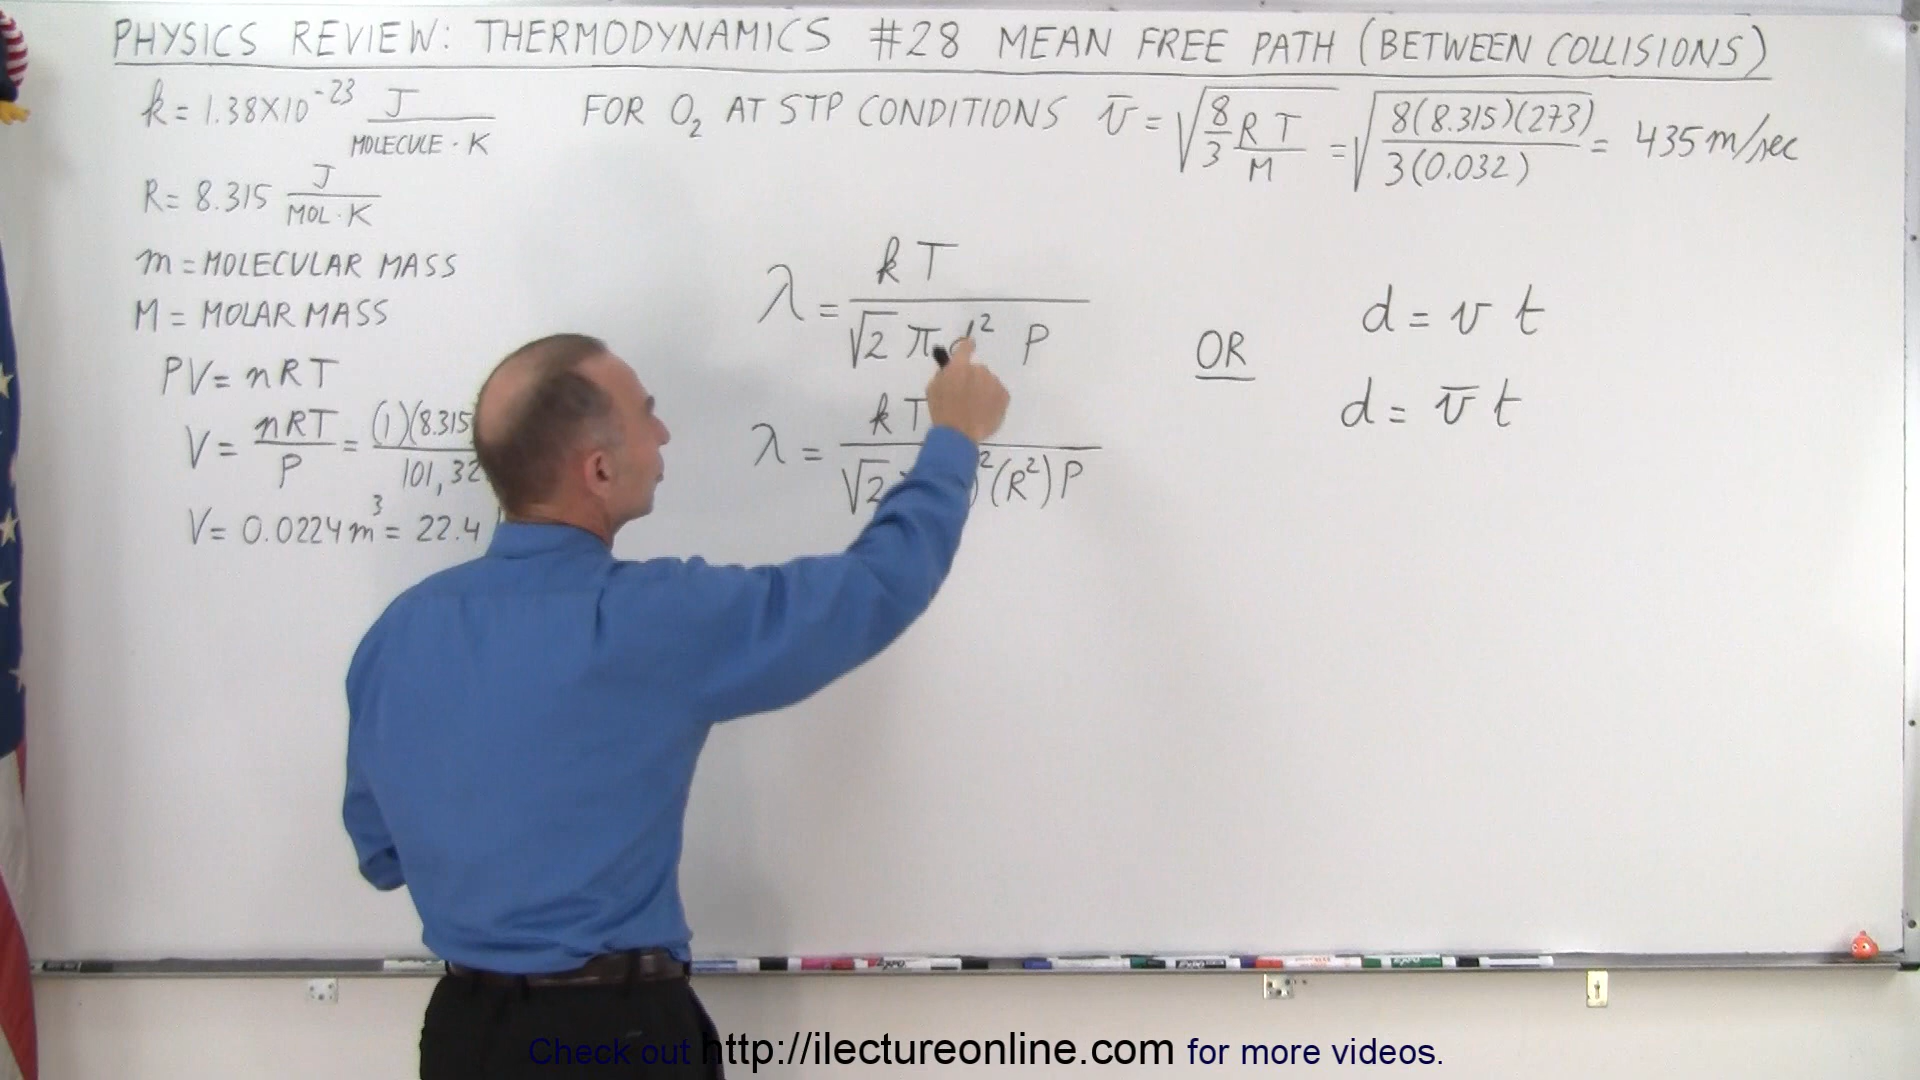 PHYSICS REVIEW: THERMODYNAMICS #28 MEAN FREE PATH (BETWEEN COLLISIONS)
k = 1.38X10⁻²³ J / MOLECULE · K
R = 8.315 J / MOL · K
m = MOLECULAR MASS
M = MOLAR MASS
PV = nRT
V = nRT / P = (1)(8.315 / 101,32
V = 0.0224 m³ = 22.4
FOR O₂ AT STP CONDITIONS v̄ = √(8/3 RT/M) = √(8(8.315)(273) / 3(0.032)) = 435 m/sec
λ = kT / √2 π d² P
λ = kT / √2 )²(R²)P
OR
d = v t
d = v̄ t
Check out http://ilectureonline.com for more videos.